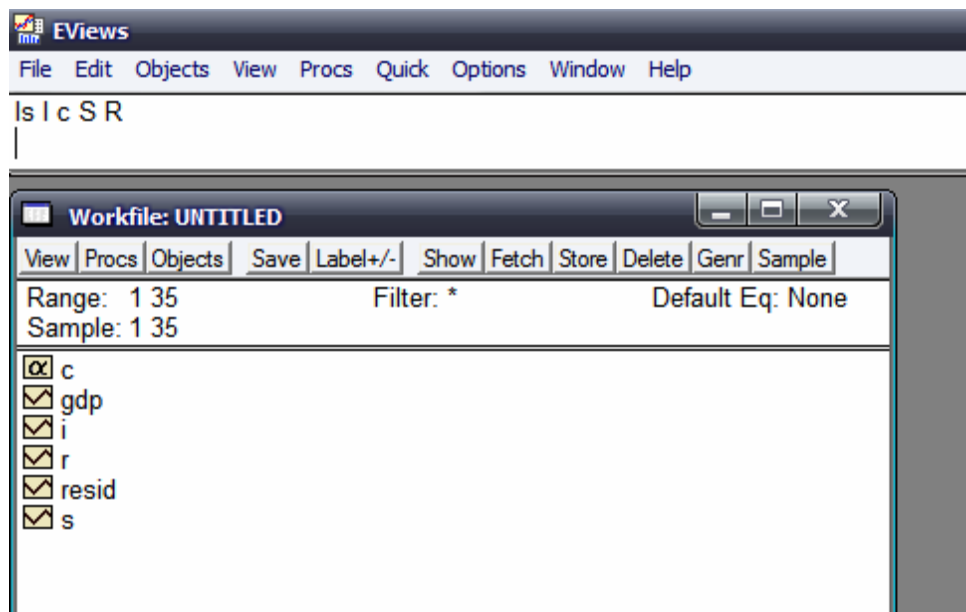 EViews
File Edit Objects View Procs Quick Options Window Help
ls I c S R
Workfile: UNTITLED
View Procs Objects Save Label+/- Show Fetch Store Delete Genr Sample
Range: 1 35 Filter: * Default Eq: None
Sample: 1 35
α c
gdp
i
r
resid
s